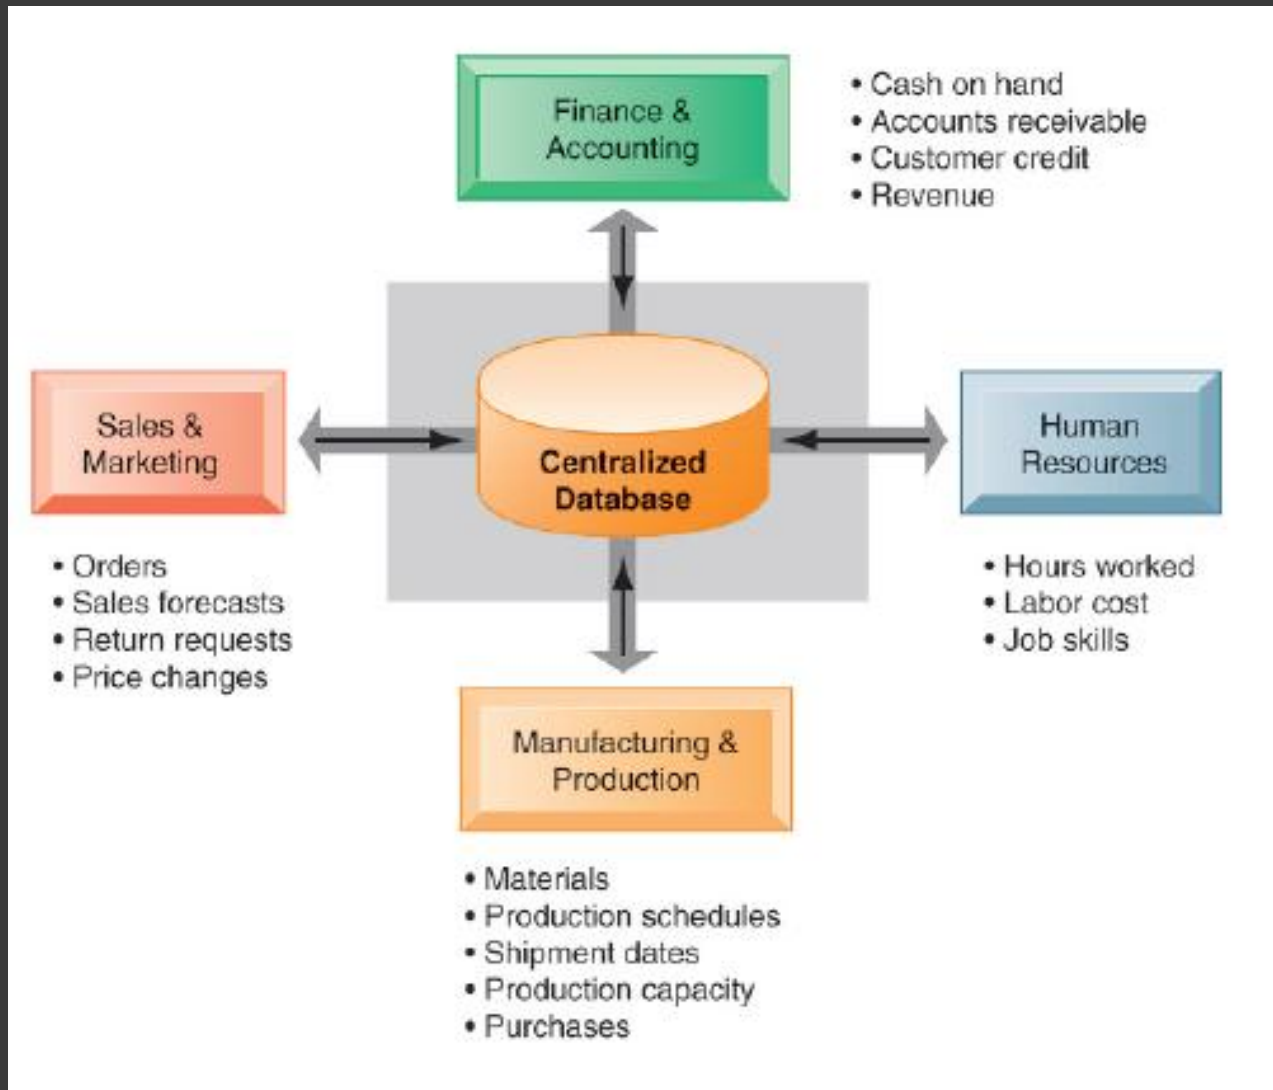 Finance &
Accounting
• Cash on hand
• Accounts receivable
• Customer credit
• Revenue
Sales &
Marketing
• Orders
• Sales forecasts
• Return requests
• Price changes
Centralized
Database
Human
Resources
• Hours worked
• Labor cost
• Job skills
Manufacturing &
Production
• Materials
• Production schedules
• Shipment dates
• Production capacity
• Purchases